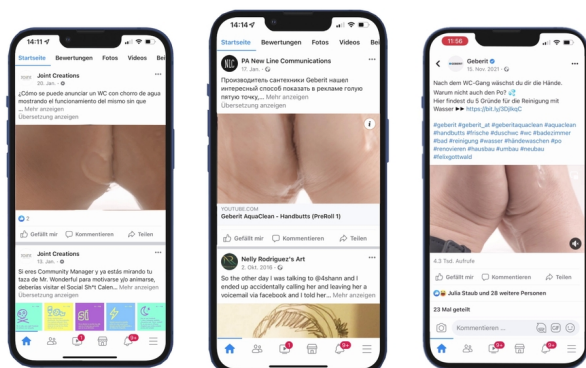 14:11
Startseite Bewertungen Fotos Videos Bei
Joint Creations
20. Jan.
¿Cómo se puede anunciar un WC con chorro de agua
mostrando el funcionamiento del mismo sin que
... Mehr anzeigen
Übersetzung anzeigen
2
Gefällt mir Kommentieren Teilen
Joint Creations
13. Jan.
Si eres Community Manager y ya estás mirando tu
taza de Mr. Wonderful para motivarse y/o animarse,
deberías visitar el Social Sh*t Calen... Mehr anzeigen
Übersetzung anzeigen
si
1
9+
14:14
Startseite Bewertungen Fotos Videos
NLC
PA New Line Communications
17. Jan.
Производитель сантехники Geberit нашел
интересный способ показать в рекламе голую
пятую точку,... Mehr anzeigen
Übersetzung anzeigen
YOUTUBE.COM
Geberit AquaClean - Handbutts (PreRoll 1)
Gefällt mir Kommentieren Teilen
Nelly Rodriguez's Art
2. Okt. 2016
So the other day I was talking to @4shann and I
ended up accidentally calling her and leaving her a
voicemail via facebook and I told her... Mehr anzeigen
1
9+
11:56
Geberit
15. Nov. 2021
Nach dem WC-Gang wäschst du dir die Hände.
Warum nicht auch den Po?
Hier findest du 5 Gründe für die Reinigung mit
Wasser
#geberit #geberit_at #geberitaquaclean #aquaclean
#handbutts #frische #duschwc #wc #badezimmer
#bad #reinigung #wasser #händewaschen #po
#renovieren #hausbau #umbau #neubau
#felixgottwald
4.3 Tsd. Aufrufe
Gefällt mir Kommentieren Teilen
Julia Staub und 28 weitere Personen
23 Mal geteilt
Kommentieren ... GIF
9+
9+